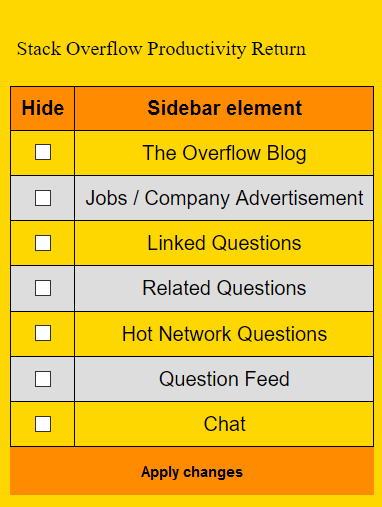 Stack Overflow Productivity Return
Hide Sidebar element
The Overflow Blog
Jobs / Company Advertisement
Linked Questions
Related Questions
Hot Network Questions
Question Feed
Chat
Apply changes